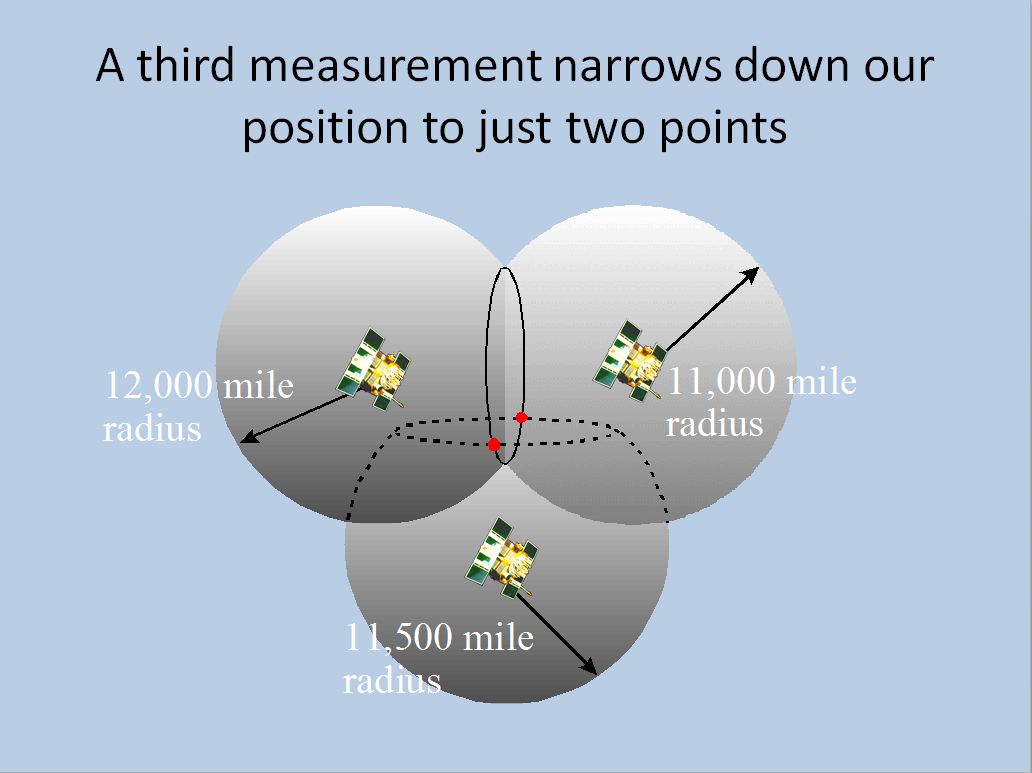 A third measurement narrows down our
position to just two points
12,000 mile
radius
11,000 mile
radius
11,500 mile
radius